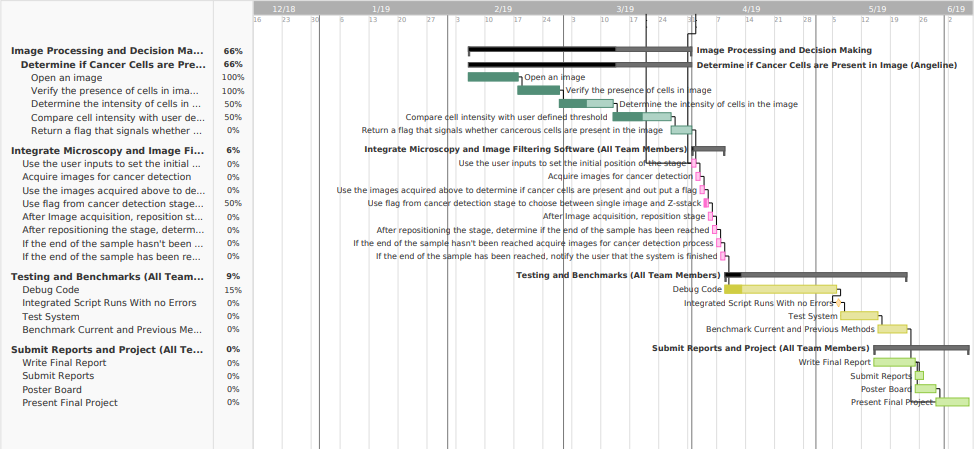 12/18 1/19 2/19 3/19 4/19 5/19 6/19
16 23 30 6 13 20 27 3 10 17 24 3 10 17 24 31 7 14 21 28 5 12 19 26 2
Image Processing and Decision Ma... 66% Image Processing and Decision Making
Determine if Cancer Cells are Pre... 66% Determine if Cancer Cells are Present in Image (Angeline)
Open an image 100% Open an image
Verify the presence of cells in ima... 100% Verify the presence of cells in image
Determine the intensity of cells in ... 50% Determine the intensity of cells in the image
Compare cell intensity with user de... 50% Compare cell intensity with user defined threshold
Return a flag that signals whether ... 0% Return a flag that signals whether cancerous cells are present in the image
Integrate Microscopy and Image Fi... 6% Integrate Microscopy and Image Filtering Software (All Team Members)
Use the user inputs to set the initial ... 0% Use the user inputs to set the initial position of the stage
Acquire images for cancer detection 0% Acquire images for cancer detection
Use the images acquired above to de... 0% Use the images acquired above to determine if cancer cells are present and out put a flag
Use flag from cancer detection stage... 50% Use flag from cancer detection stage to choose between single image and Z-sstack
After Image acquisition, reposition st... 0% After Image acquisition, reposition stage
After repositioning the stage, determ... 0% After repositioning the stage, determine if the end of the sample has been reached
If the end of the sample hasn't been ... 0% If the end of the sample hasn't been reached acquire images for cancer detection process
If the end of the sample has been re... 0% If the end of the sample has been reached, notify the user that the system is finished
Testing and Benchmarks (All Team... 9% Testing and Benchmarks (All Team Members)
Debug Code 15% Debug Code
Integrated Script Runs With no Errors 0% Integrated Script Runs With no Errors
Test System 0% Test System
Benchmark Current and Previous Me... 0% Benchmark Current and Previous Methods
Submit Reports and Project (All Te... 0% Submit Reports and Project (All Team Members)
Write Final Report 0% Write Final Report
Submit Reports 0% Submit Reports
Poster Board 0% Poster Board
Present Final Project 0% Present Final Project